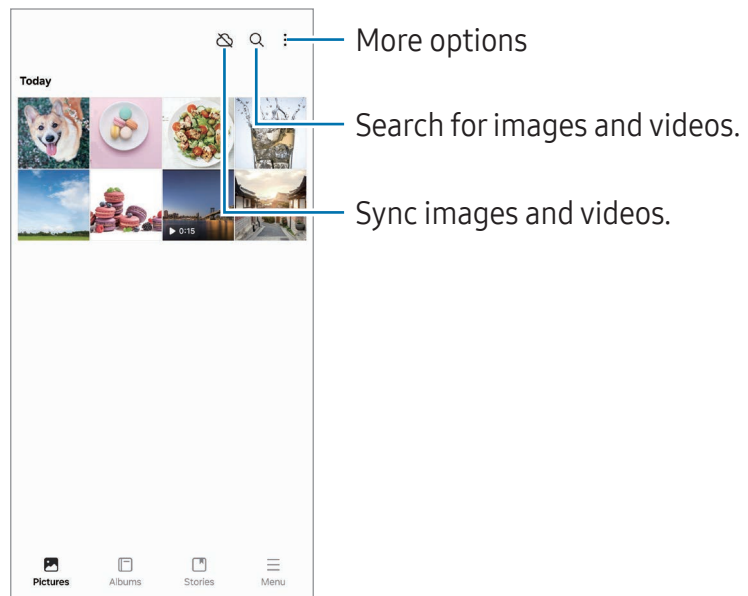 More options
Today
Search for images and videos.
Sync images and videos.
0:15
Pictures Albums Stories Menu